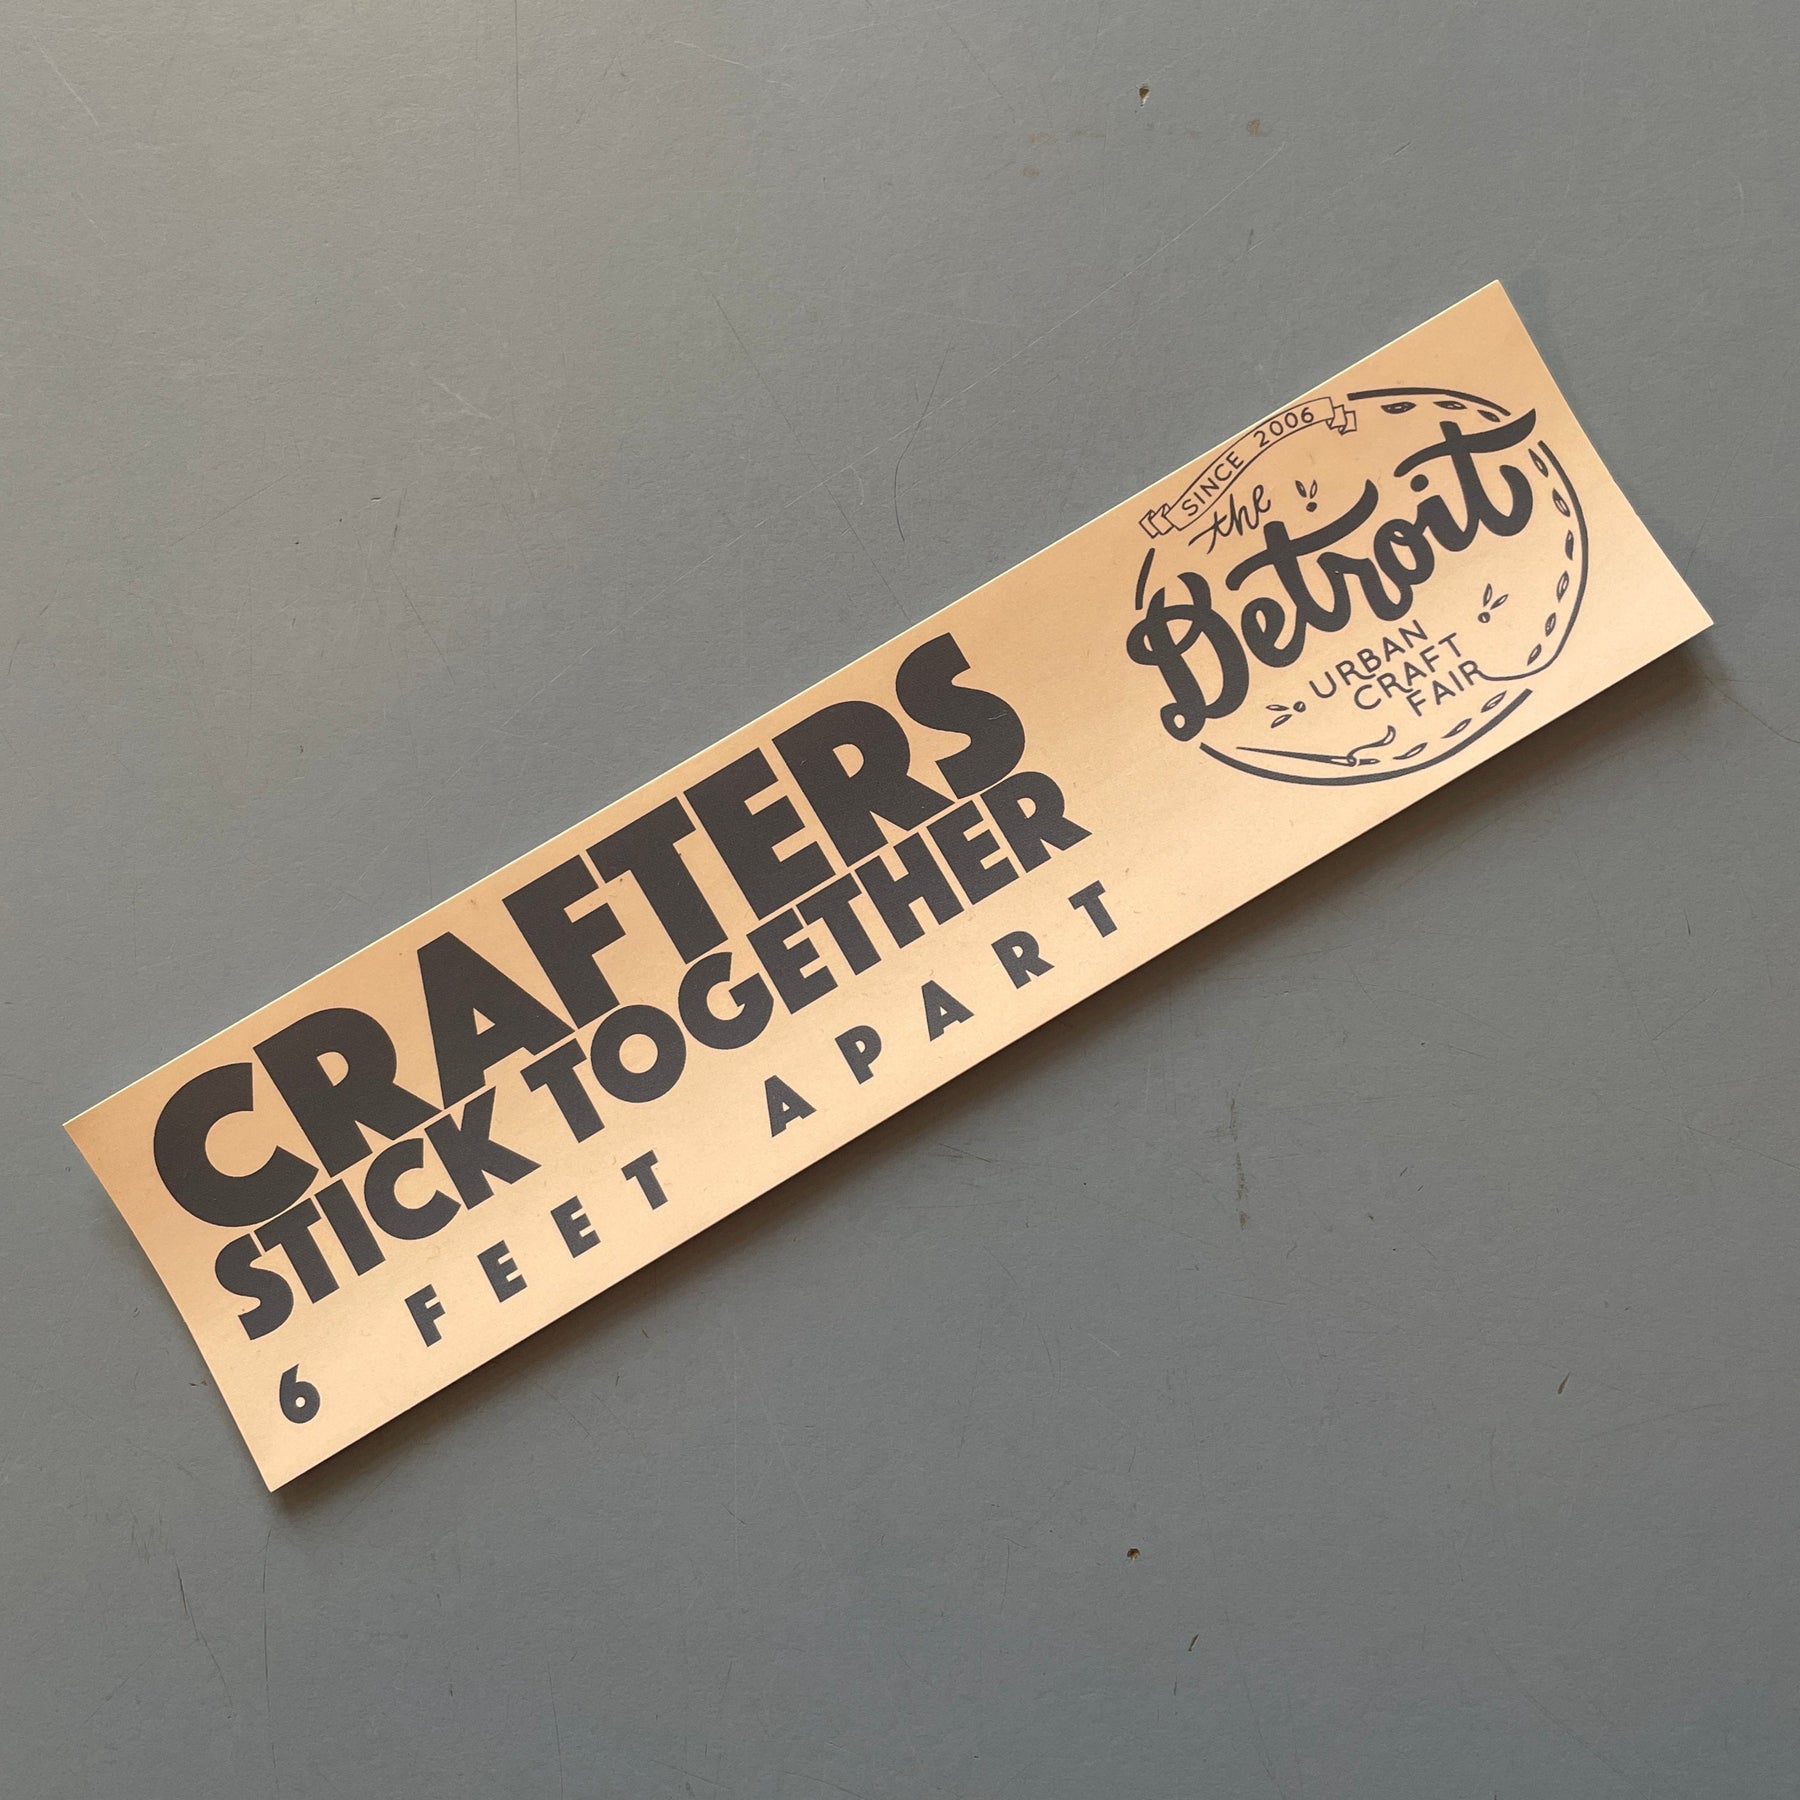 CRAFTERS
STICK TOGETHER
6 FEET APART
SINCE 2006
the
Detroit
URBAN
CRAFT
FAIR